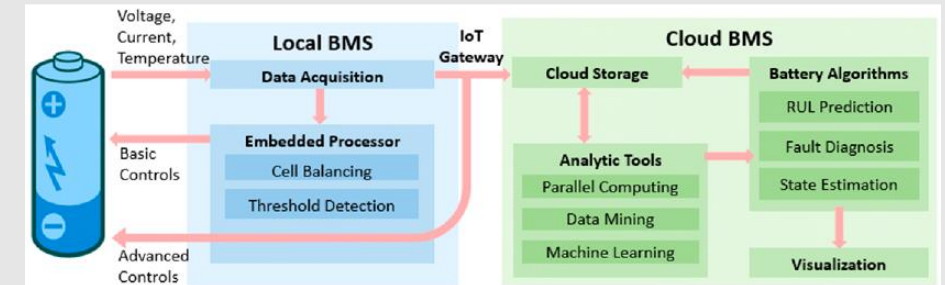 Voltage,
Current,
Temperature
Local BMS
IoT
Gateway
Cloud BMS
Data Acquisition
Cloud Storage
Battery Algorithms
RUL Prediction
Fault Diagnosis
State Estimation
Basic
Controls
Embedded Processor
Cell Balancing
Threshold Detection
Analytic Tools
Parallel Computing
Data Mining
Machine Learning
Advanced
Controls
Visualization